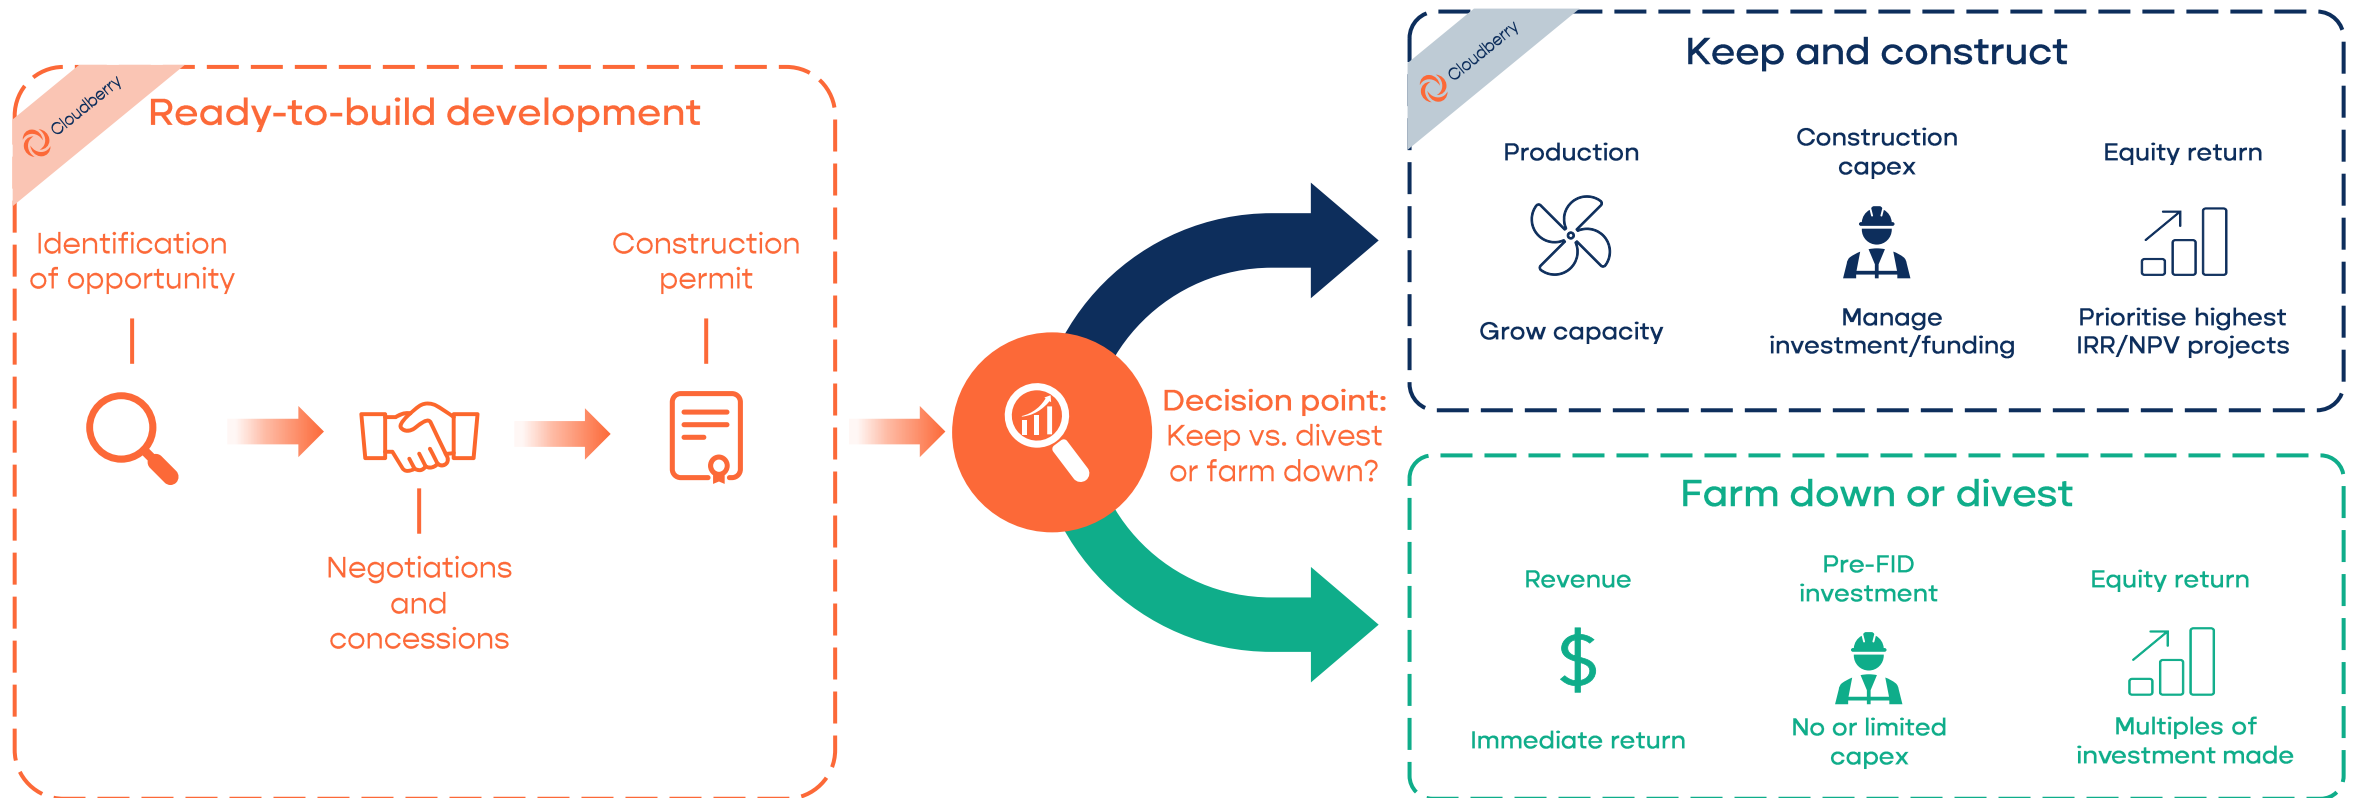 Cloudberry
Ready-to-build development
Identification
of opportunity
Negotiations
and
concessions
Construction
permit
Decision point:
Keep vs. divest
or farm down?
Cloudberry
Keep and construct
Production
Grow capacity
Construction
capex
Manage
investment/funding
Equity return
Prioritise highest
IRR/NPV projects
Farm down or divest
Revenue
$
Immediate return
Pre-FID
investment
No or limited
capex
Equity return
Multiples of
investment made